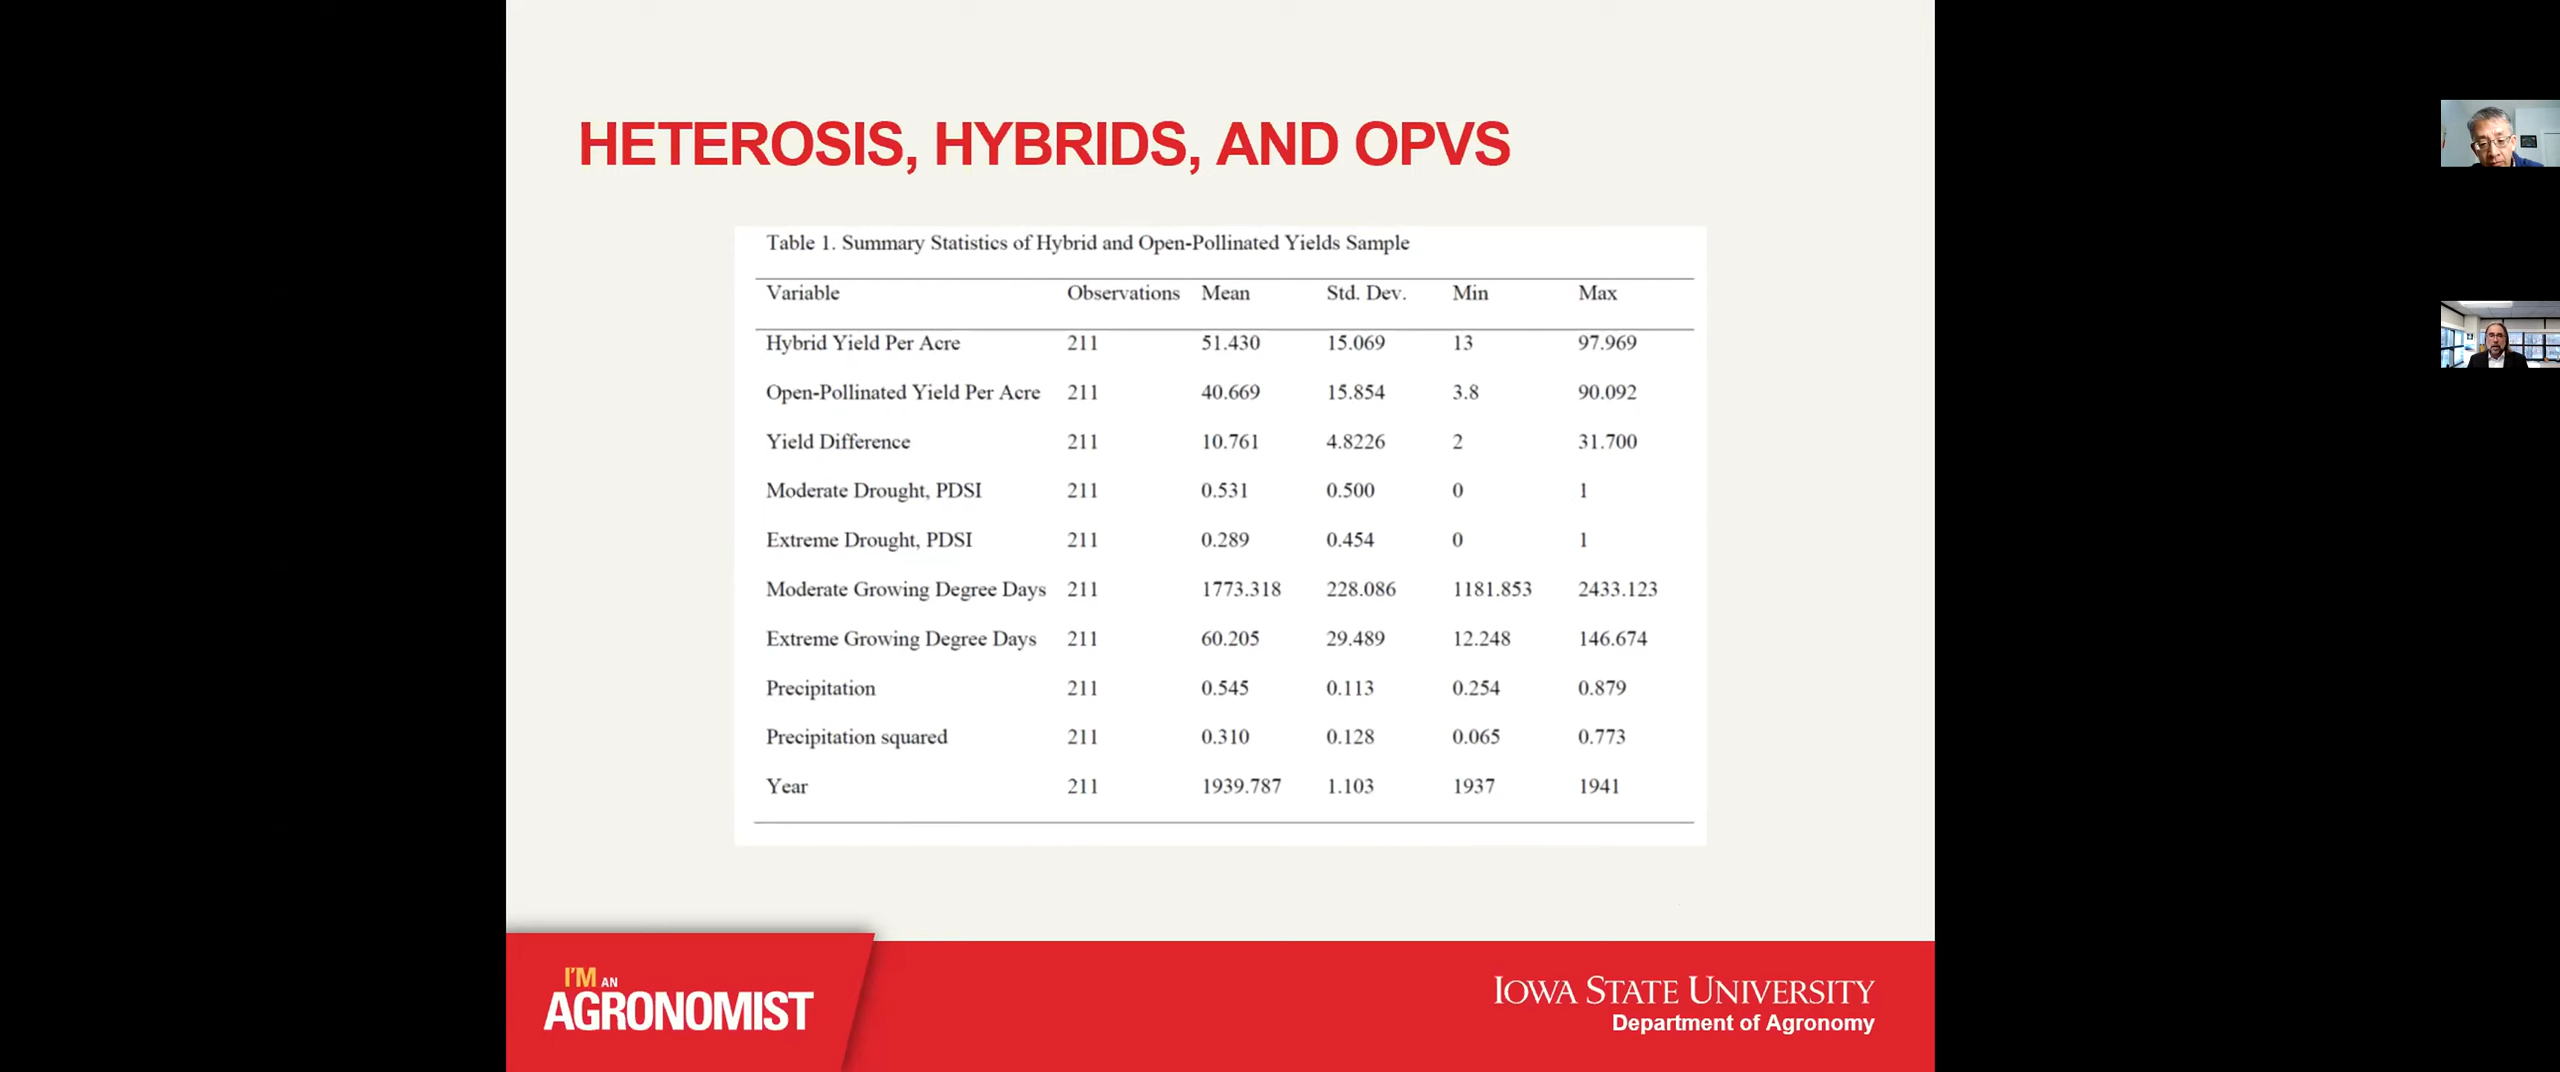 HETEROSIS, HYBRIDS, AND OPVS
Table 1. Summary Statistics of Hybrid and Open-Pollinated Yields Sample
Variable Observations Mean Std. Dev. Min Max
Hybrid Yield Per Acre 211 51.430 15.069 13 97.969
Open-Pollinated Yield Per Acre 211 40.669 15.854 3.8 90.092
Yield Difference 211 10.761 4.8226 2 31.700
Moderate Drought, PDSI 211 0.531 0.500 0 1
Extreme Drought, PDSI 211 0.289 0.454 0 1
Moderate Growing Degree Days 211 1773.318 228.086 1181.853 2433.123
Extreme Growing Degree Days 211 60.205 29.489 12.248 146.674
Precipitation 211 0.545 0.113 0.254 0.879
Precipitation squared 211 0.310 0.128 0.065 0.773
Year 211 1939.787 1.103 1937 1941
I'M AN
AGRONOMIST
IOWA STATE UNIVERSITY
Department of Agronomy